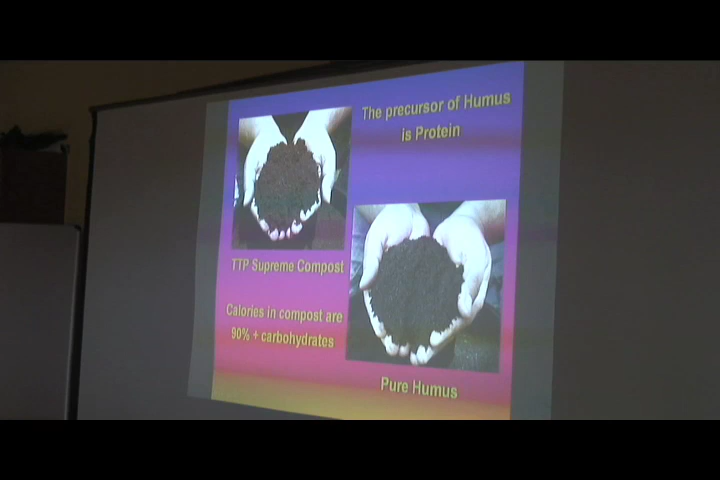 The precursor of Humus
is Protein
TTP Supreme Compost
Calories in compost are
90% + carbohydrates
Pure Humus